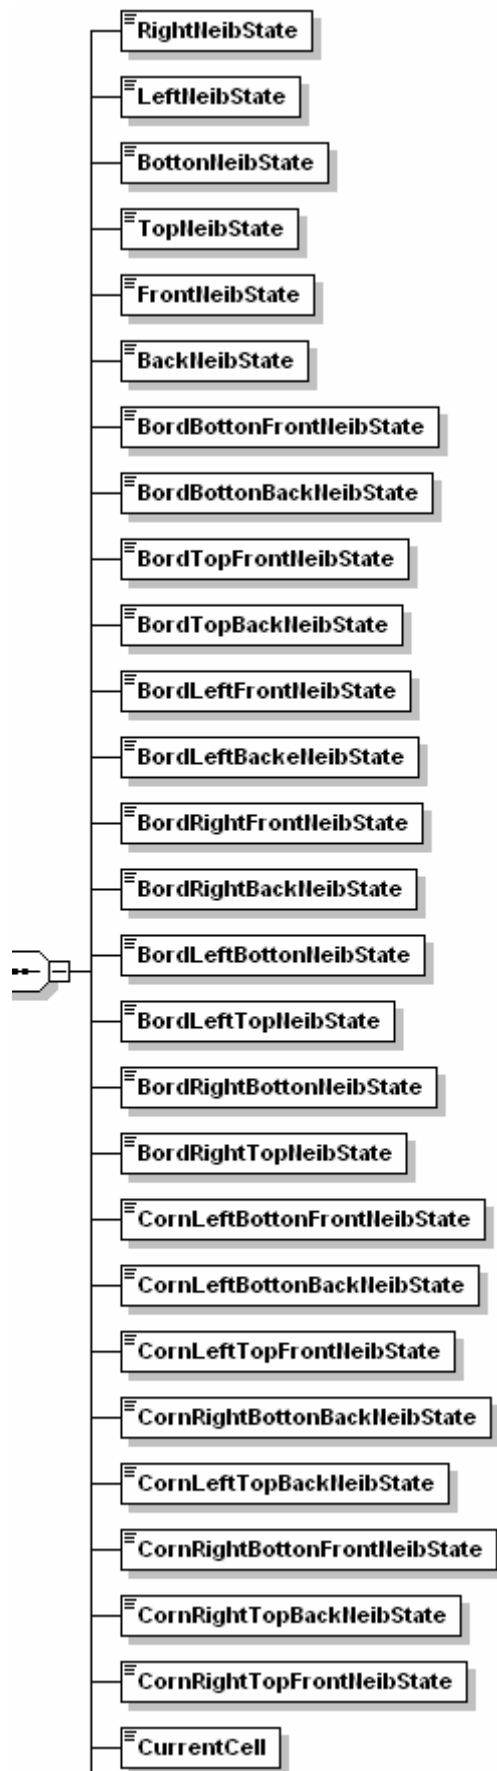 RightNeibState
LeftNeibState
BottonNeibState
TopNeibState
FrontNeibState
BackNeibState
BordBottonFrontNeibState
BordBottonBackNeibState
BordTopFrontNeibState
BordTopBackNeibState
BordLeftFrontNeibState
BordLeftBackeNeibState
BordRightFrontNeibState
BordRightBackNeibState
BordLeftBottonNeibState
BordLeftTopNeibState
BordRightBottonNeibState
BordRightTopNeibState
CornLeftBottonFrontNeibState
CornLeftBottonBackNeibState
CornLeftTopFrontNeibState
CornRightBottonBackNeibState
CornLeftTopBackNeibState
CornRightBottonFrontNeibState
CornRightTopBackNeibState
CornRightTopFrontNeibState
CurrentCell